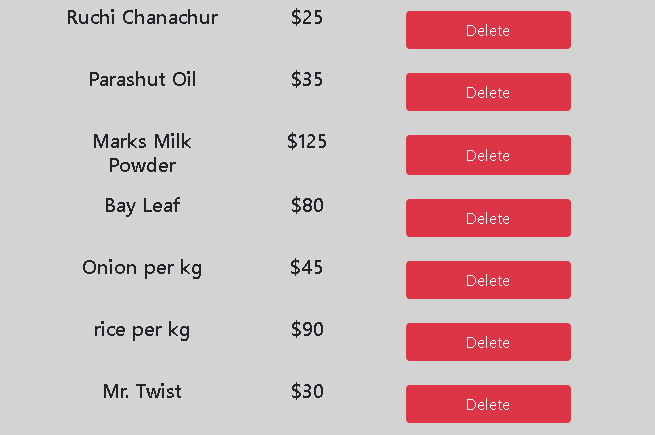 Ruchi Chanachur $25 Delete
Parashut Oil $35 Delete
Marks Milk $125 Delete
Powder
Bay Leaf $80 Delete
Onion per kg $45 Delete
rice per kg $90 Delete
Mr. Twist $30 Delete